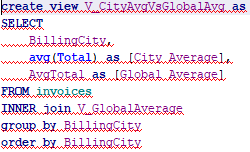 create view V_CityAvgVsGlobalAvg as
SELECT
BillingCity,
avg(Total) as [City Average],
AvgTotal as [Global Average]
FROM invoices
INNER join V_GlobalAverage
group by BillingCity
order by BillingCity